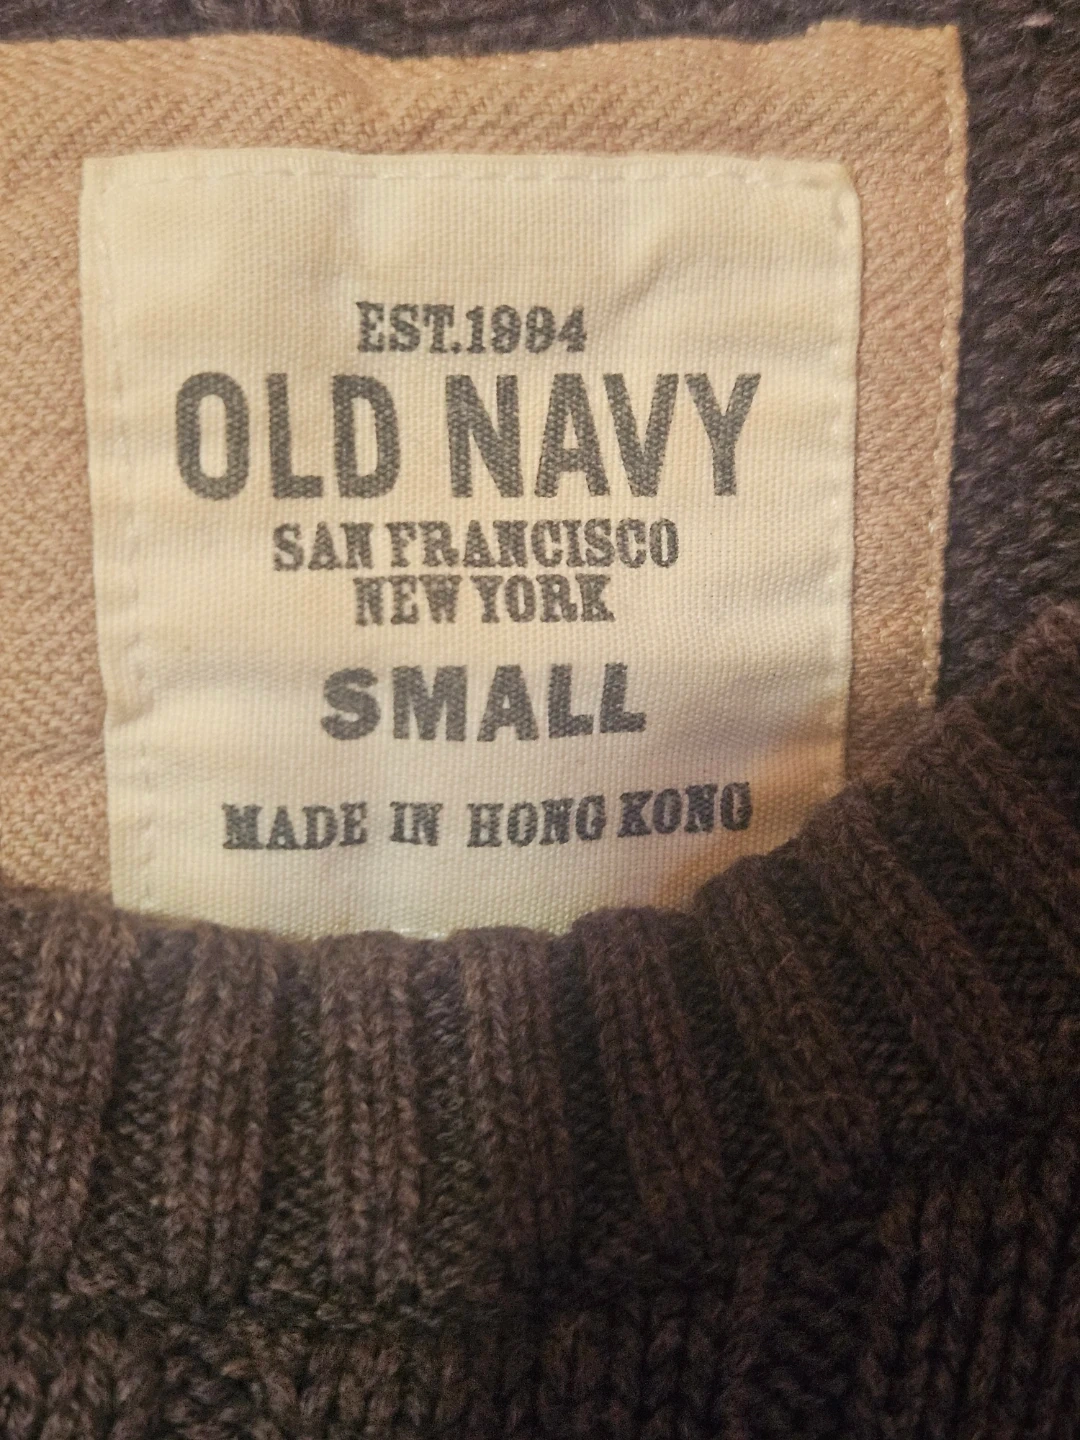 EST.1994
OLD NAVY
SAN FRANCISCO
NEW YORK
SMALL
MADE IN HONG KONG